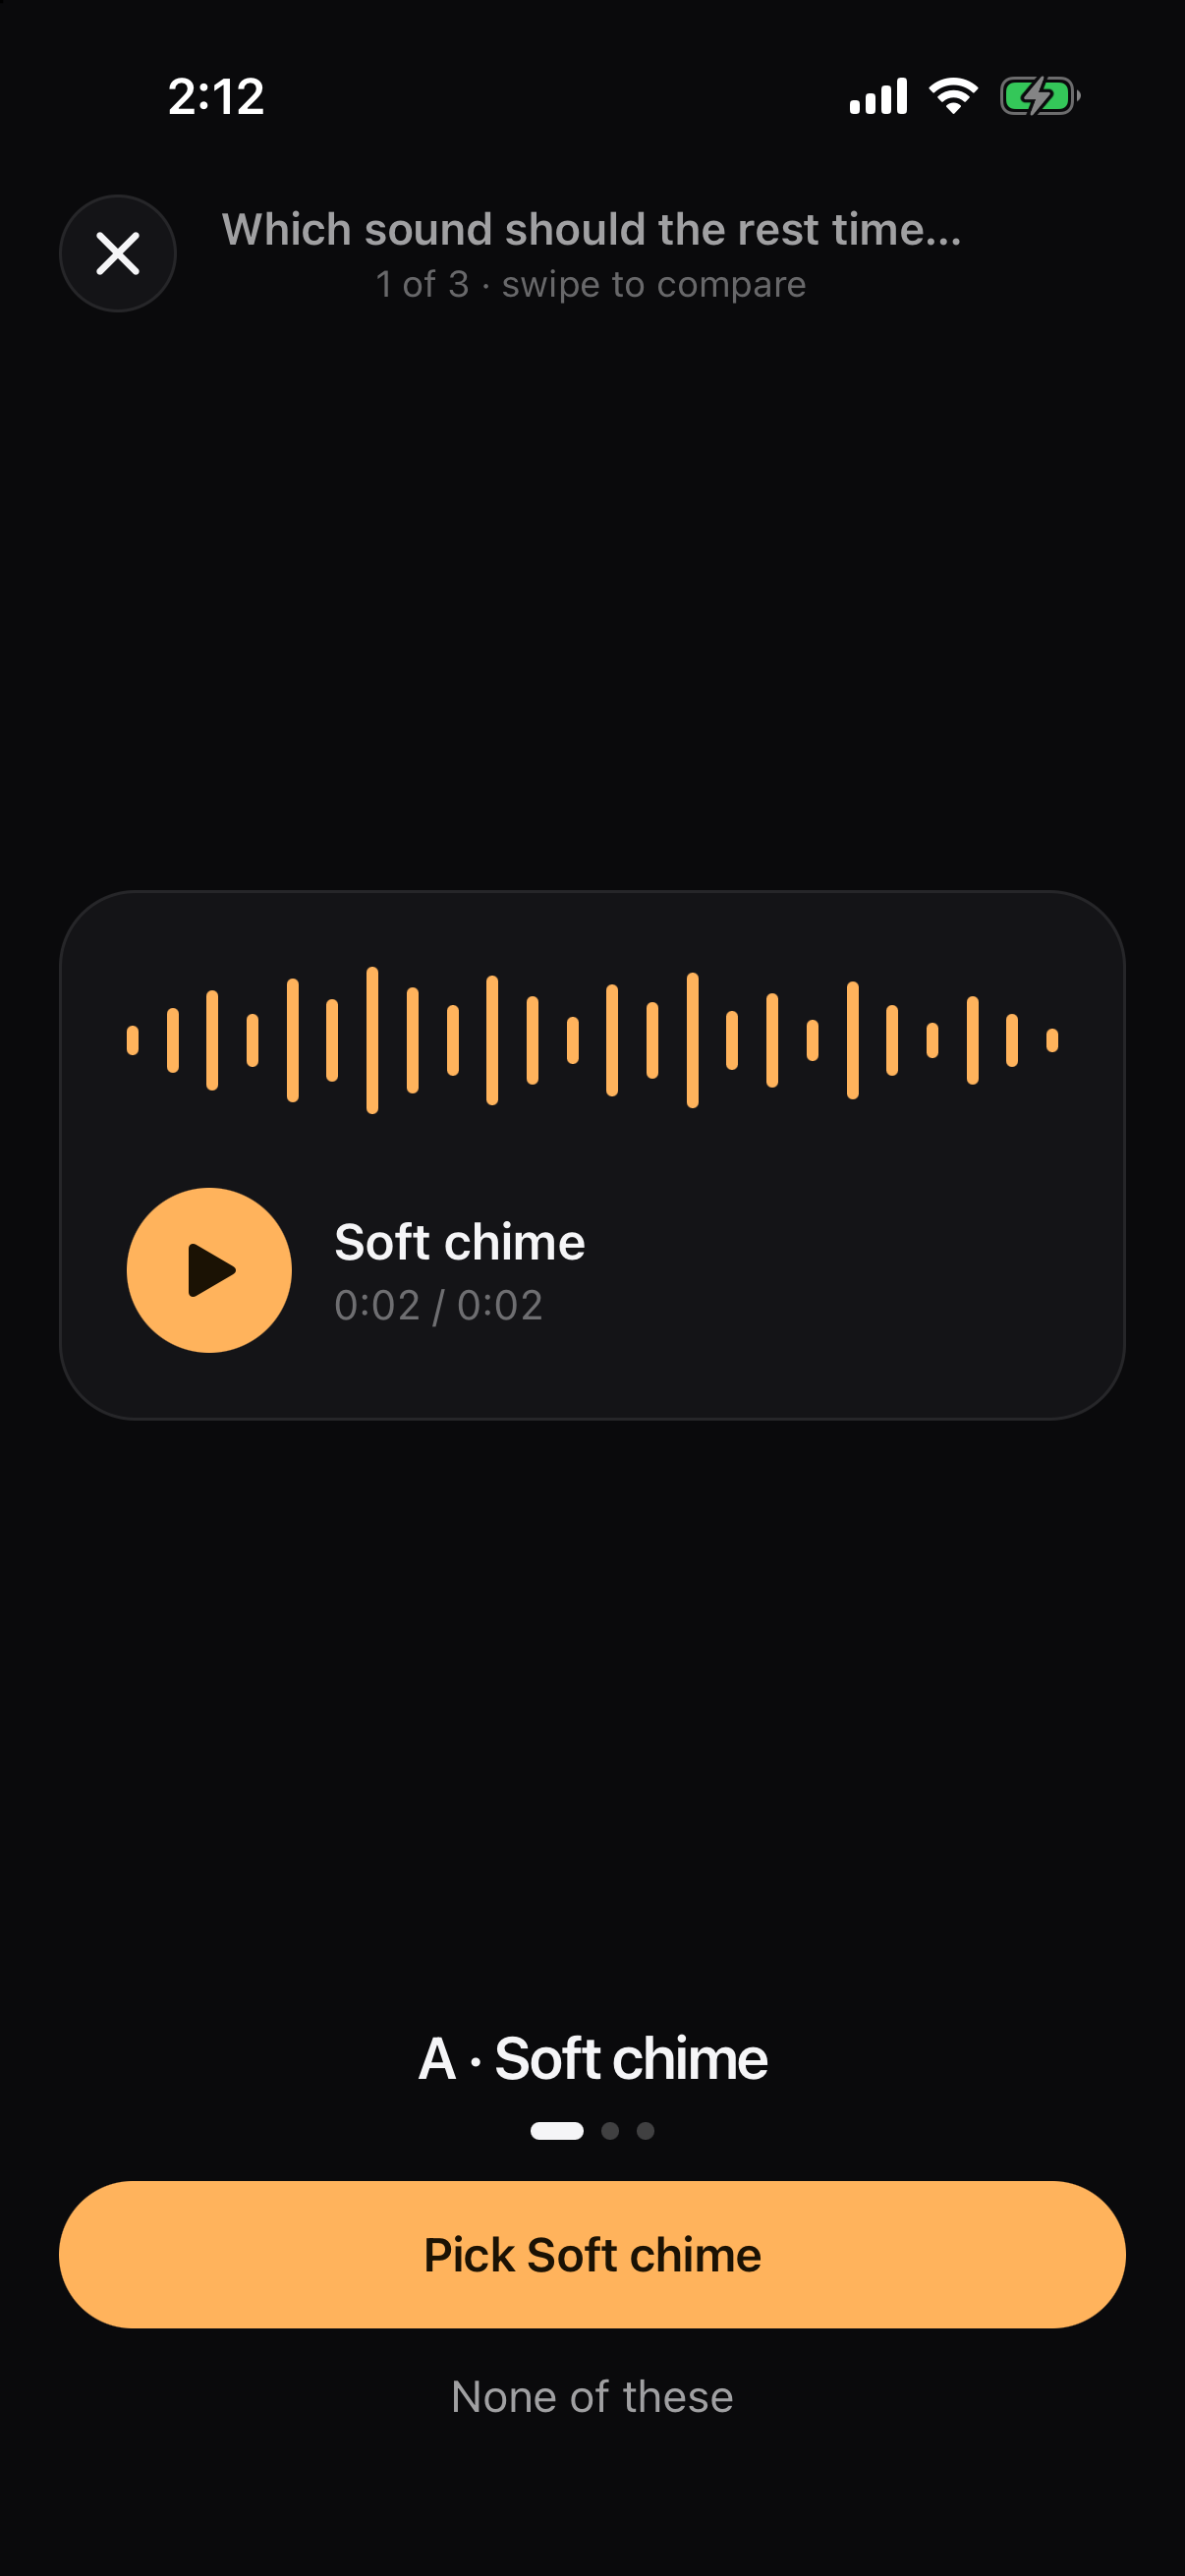 2:12
Which sound should the rest time...
1 of 3 · swipe to compare
Soft chime
0:02 / 0:02
A · Soft chime
Pick Soft chime
None of these